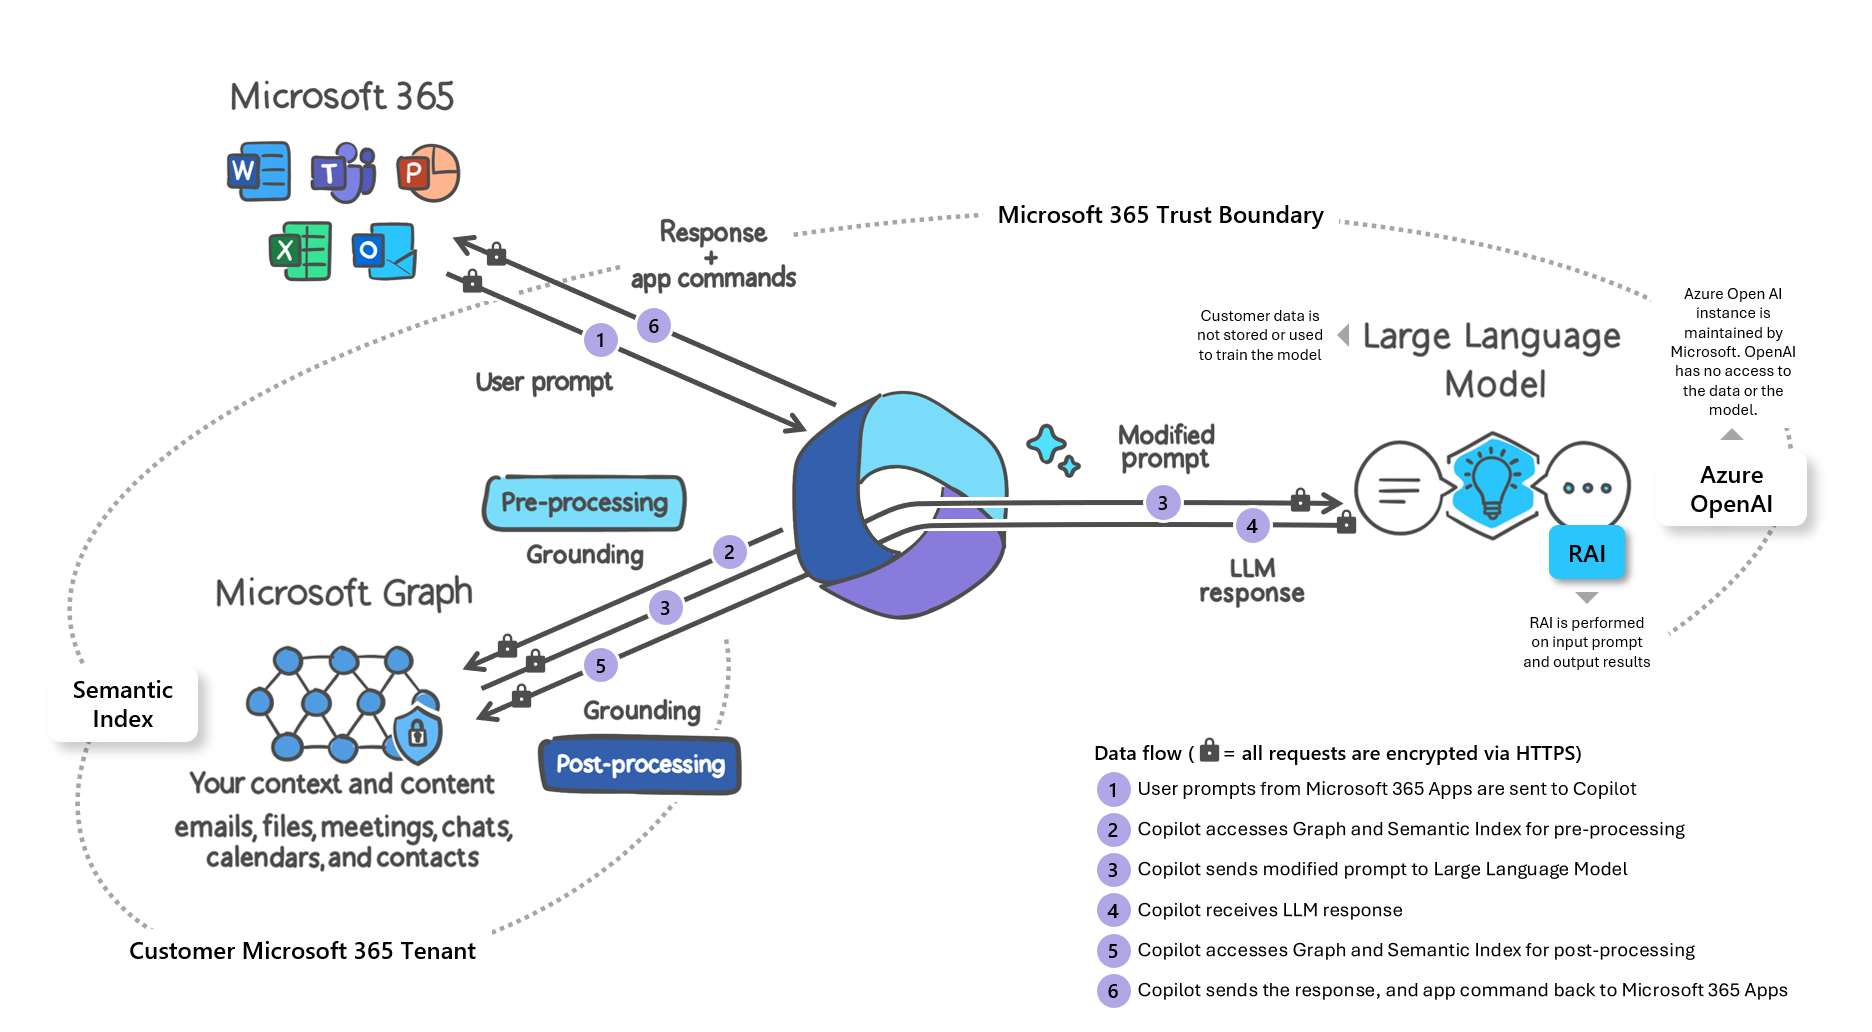 Microsoft 365
W
T
P
X
O
Response
+
app commands
Microsoft 365 Trust Boundary
6
1
User prompt
Customer data is
not stored or used
to train the model
Large Language
Model
Azure Open AI
instance is
maintained by
Microsoft. OpenAI
has no access to
the data or the
model.
Azure
OpenAI
Modified
prompt
3
4
LLM
response
RAI
RAI is performed
on input prompt
and output results
Pre-processing
Grounding
2
3
5
Microsoft Graph
Semantic
Index
Grounding
Post-processing
Your context and content
emails, files, meetings, chats,
calendars, and contacts
Customer Microsoft 365 Tenant
Data flow ( = all requests are encrypted via HTTPS)
1 User prompts from Microsoft 365 Apps are sent to Copilot
2 Copilot accesses Graph and Semantic Index for pre-processing
3 Copilot sends modified prompt to Large Language Model
4 Copilot receives LLM response
5 Copilot accesses Graph and Semantic Index for post-processing
6 Copilot sends the response, and app command back to Microsoft 365 Apps